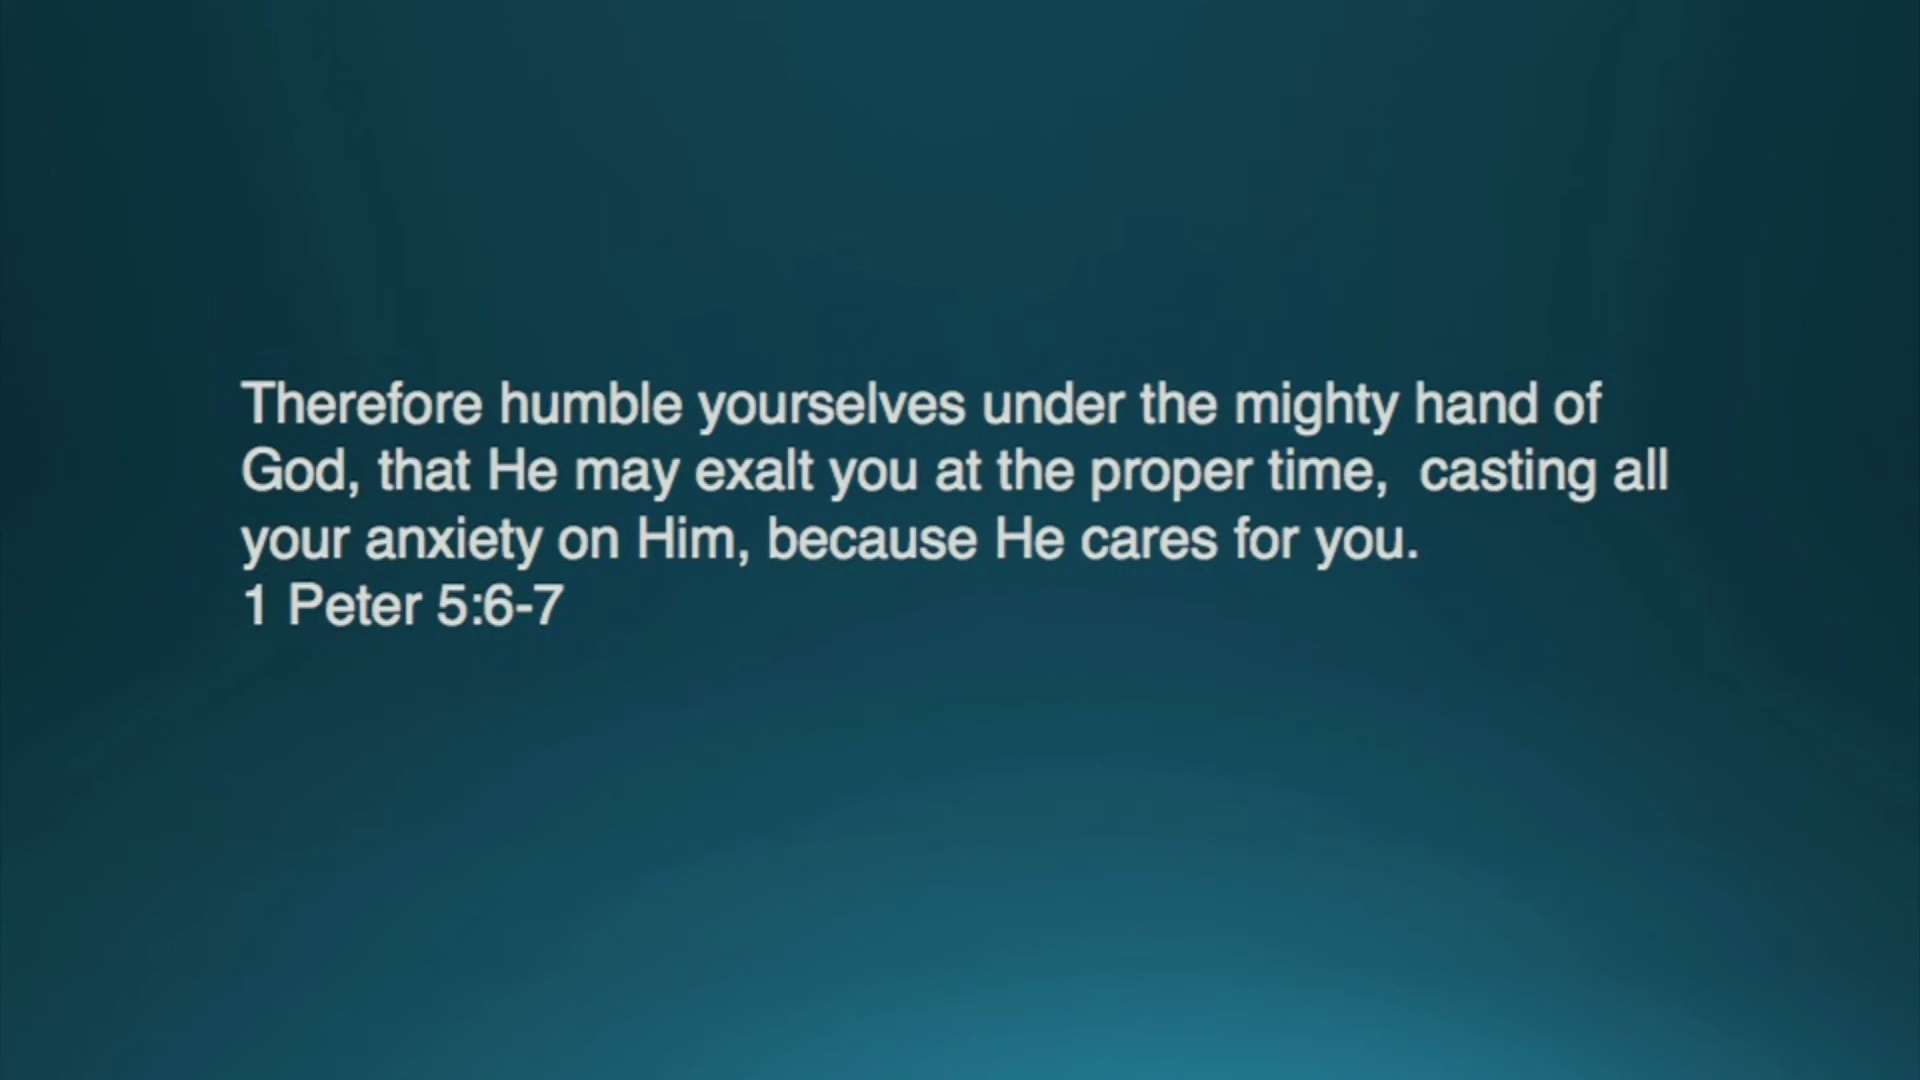 Therefore humble yourselves under the mighty hand of
God, that He may exalt you at the proper time,  casting all
your anxiety on Him, because He cares for you.
1 Peter 5:6-7